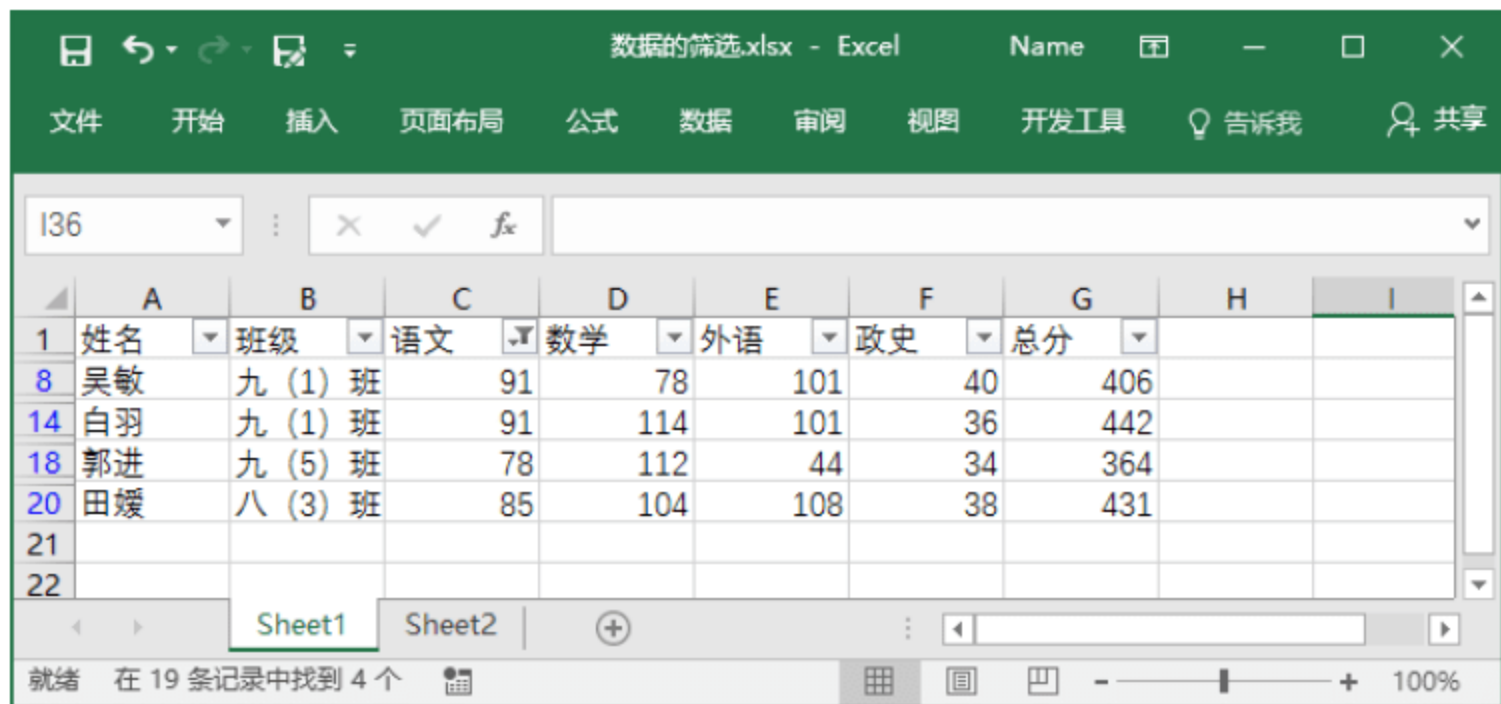 数据的筛选.xlsx - Excel Name
文件 开始 插入 页面布局 公式 数据 审阅 视图 开发工具 告诉我 共享
I36 fx
A B C D E F G H I
1 姓名 班级 语文 数学 外语 政史 总分
8 吴敏 九（1）班 91 78 101 40 406
14 白羽 九（1）班 91 114 101 36 442
18 郭进 九（5）班 78 112 44 34 364
20 田嫒 八（3）班 85 104 108 38 431
21
22
Sheet1 Sheet2
就绪 在 19 条记录中找到 4 个 100%